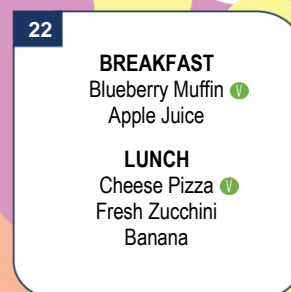 22
BREAKFAST
Blueberry Muffin V
Apple Juice
LUNCH
Cheese Pizza V
Fresh Zucchini
Banana